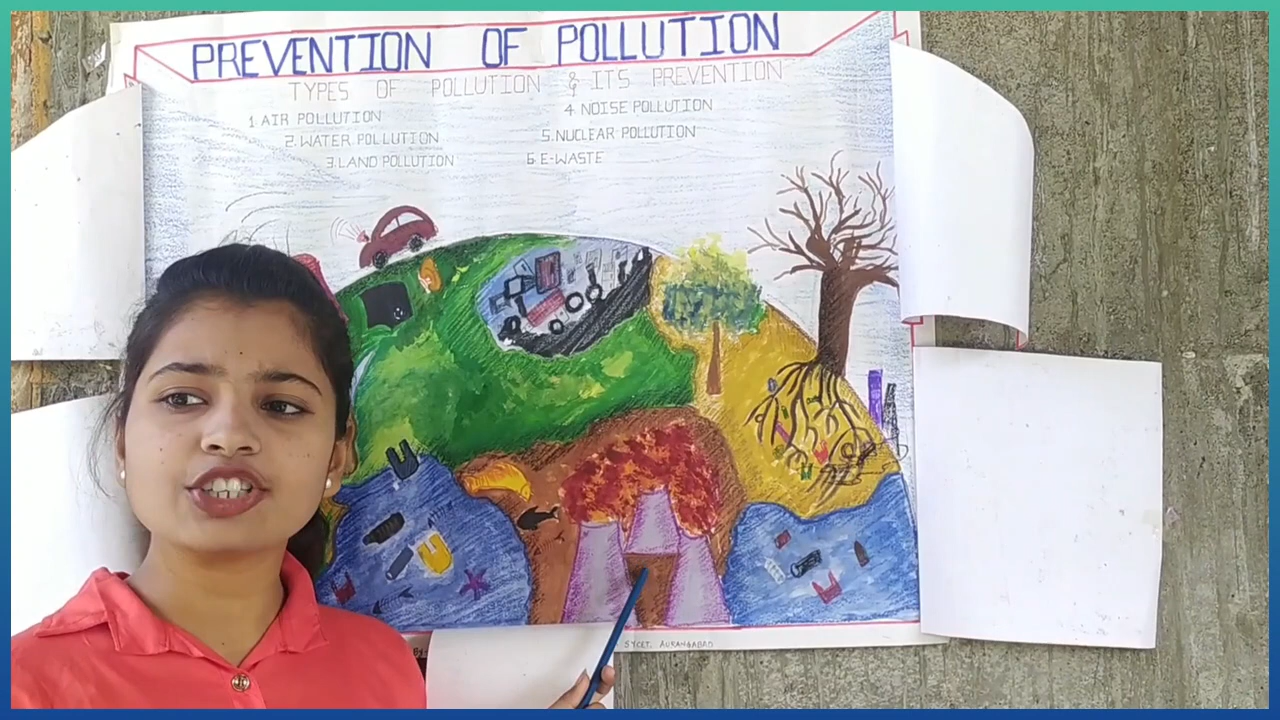 PREVENTION OF POLLUTION
TYPES OF POLLUTION & ITS PREVENTION
1 AIR POLLUTION
2. WATER POLLUTION
3. LAND POLLUTION
4 NOISE POLLUTION
5. NUCLEAR POLLUTION
6 E-WASTE
By-
SYCET, AURANGABAD